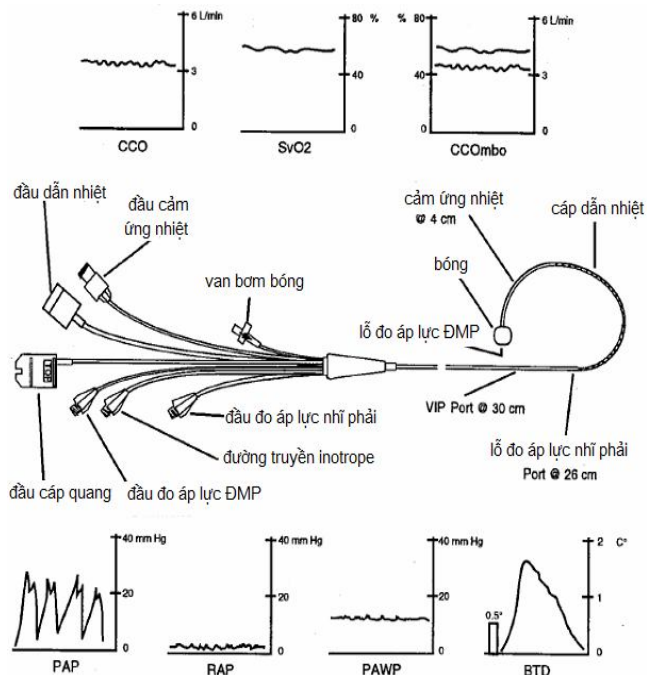 6 L/min
3
0
CCO
80 %
40
0
SvO2
% 80
40
0
6 L/min
3
0
CCOmbo
đầu dẫn nhiệt
đầu cảm
ứng nhiệt
van bơm bóng
cảm ứng nhiệt
@ 4 cm
cáp dẫn nhiệt
bóng
lỗ đo áp lực ĐMP
đầu đo áp lực nhĩ phải
VIP Port @ 30 cm
đường truyền inotrope
lỗ đo áp lực nhĩ phải
Port @ 26 cm
đầu cáp quang
đầu đo áp lực ĐMP
40 mm Hg
20
0
PAP
40 mm Hg
20
0
RAP
40 mm Hg
20
0
PAWP
2 C°
1
0
0.5°
BTD